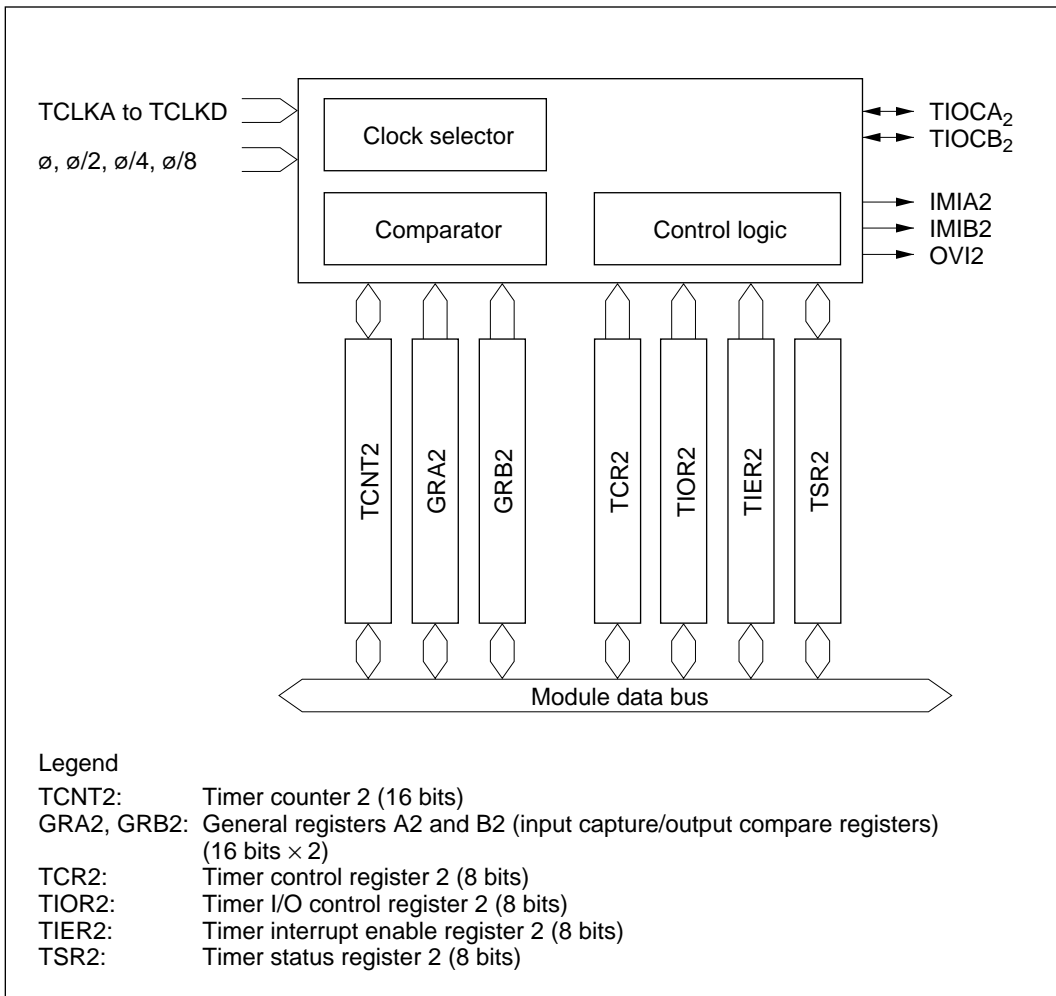 TCLKA to TCLKD
ø, ø/2, ø/4, ø/8
Clock selector
Comparator
Control logic
TIOCA2
TIOCB2
IMIA2
IMIB2
OVI2
TCNT2
GRA2
GRB2
TCR2
TIOR2
TIER2
TSR2
Module data bus
Legend
TCNT2: Timer counter 2 (16 bits)
GRA2, GRB2: General registers A2 and B2 (input capture/output compare registers)
(16 bits × 2)
TCR2: Timer control register 2 (8 bits)
TIOR2: Timer I/O control register 2 (8 bits)
TIER2: Timer interrupt enable register 2 (8 bits)
TSR2: Timer status register 2 (8 bits)